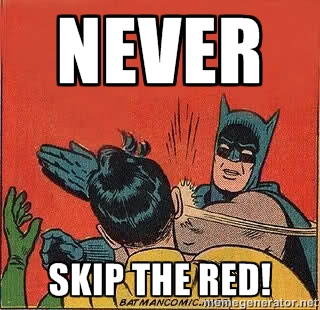 NEVER
SKIP THE RED!
BATMANCOMIC.
memegenerator.net